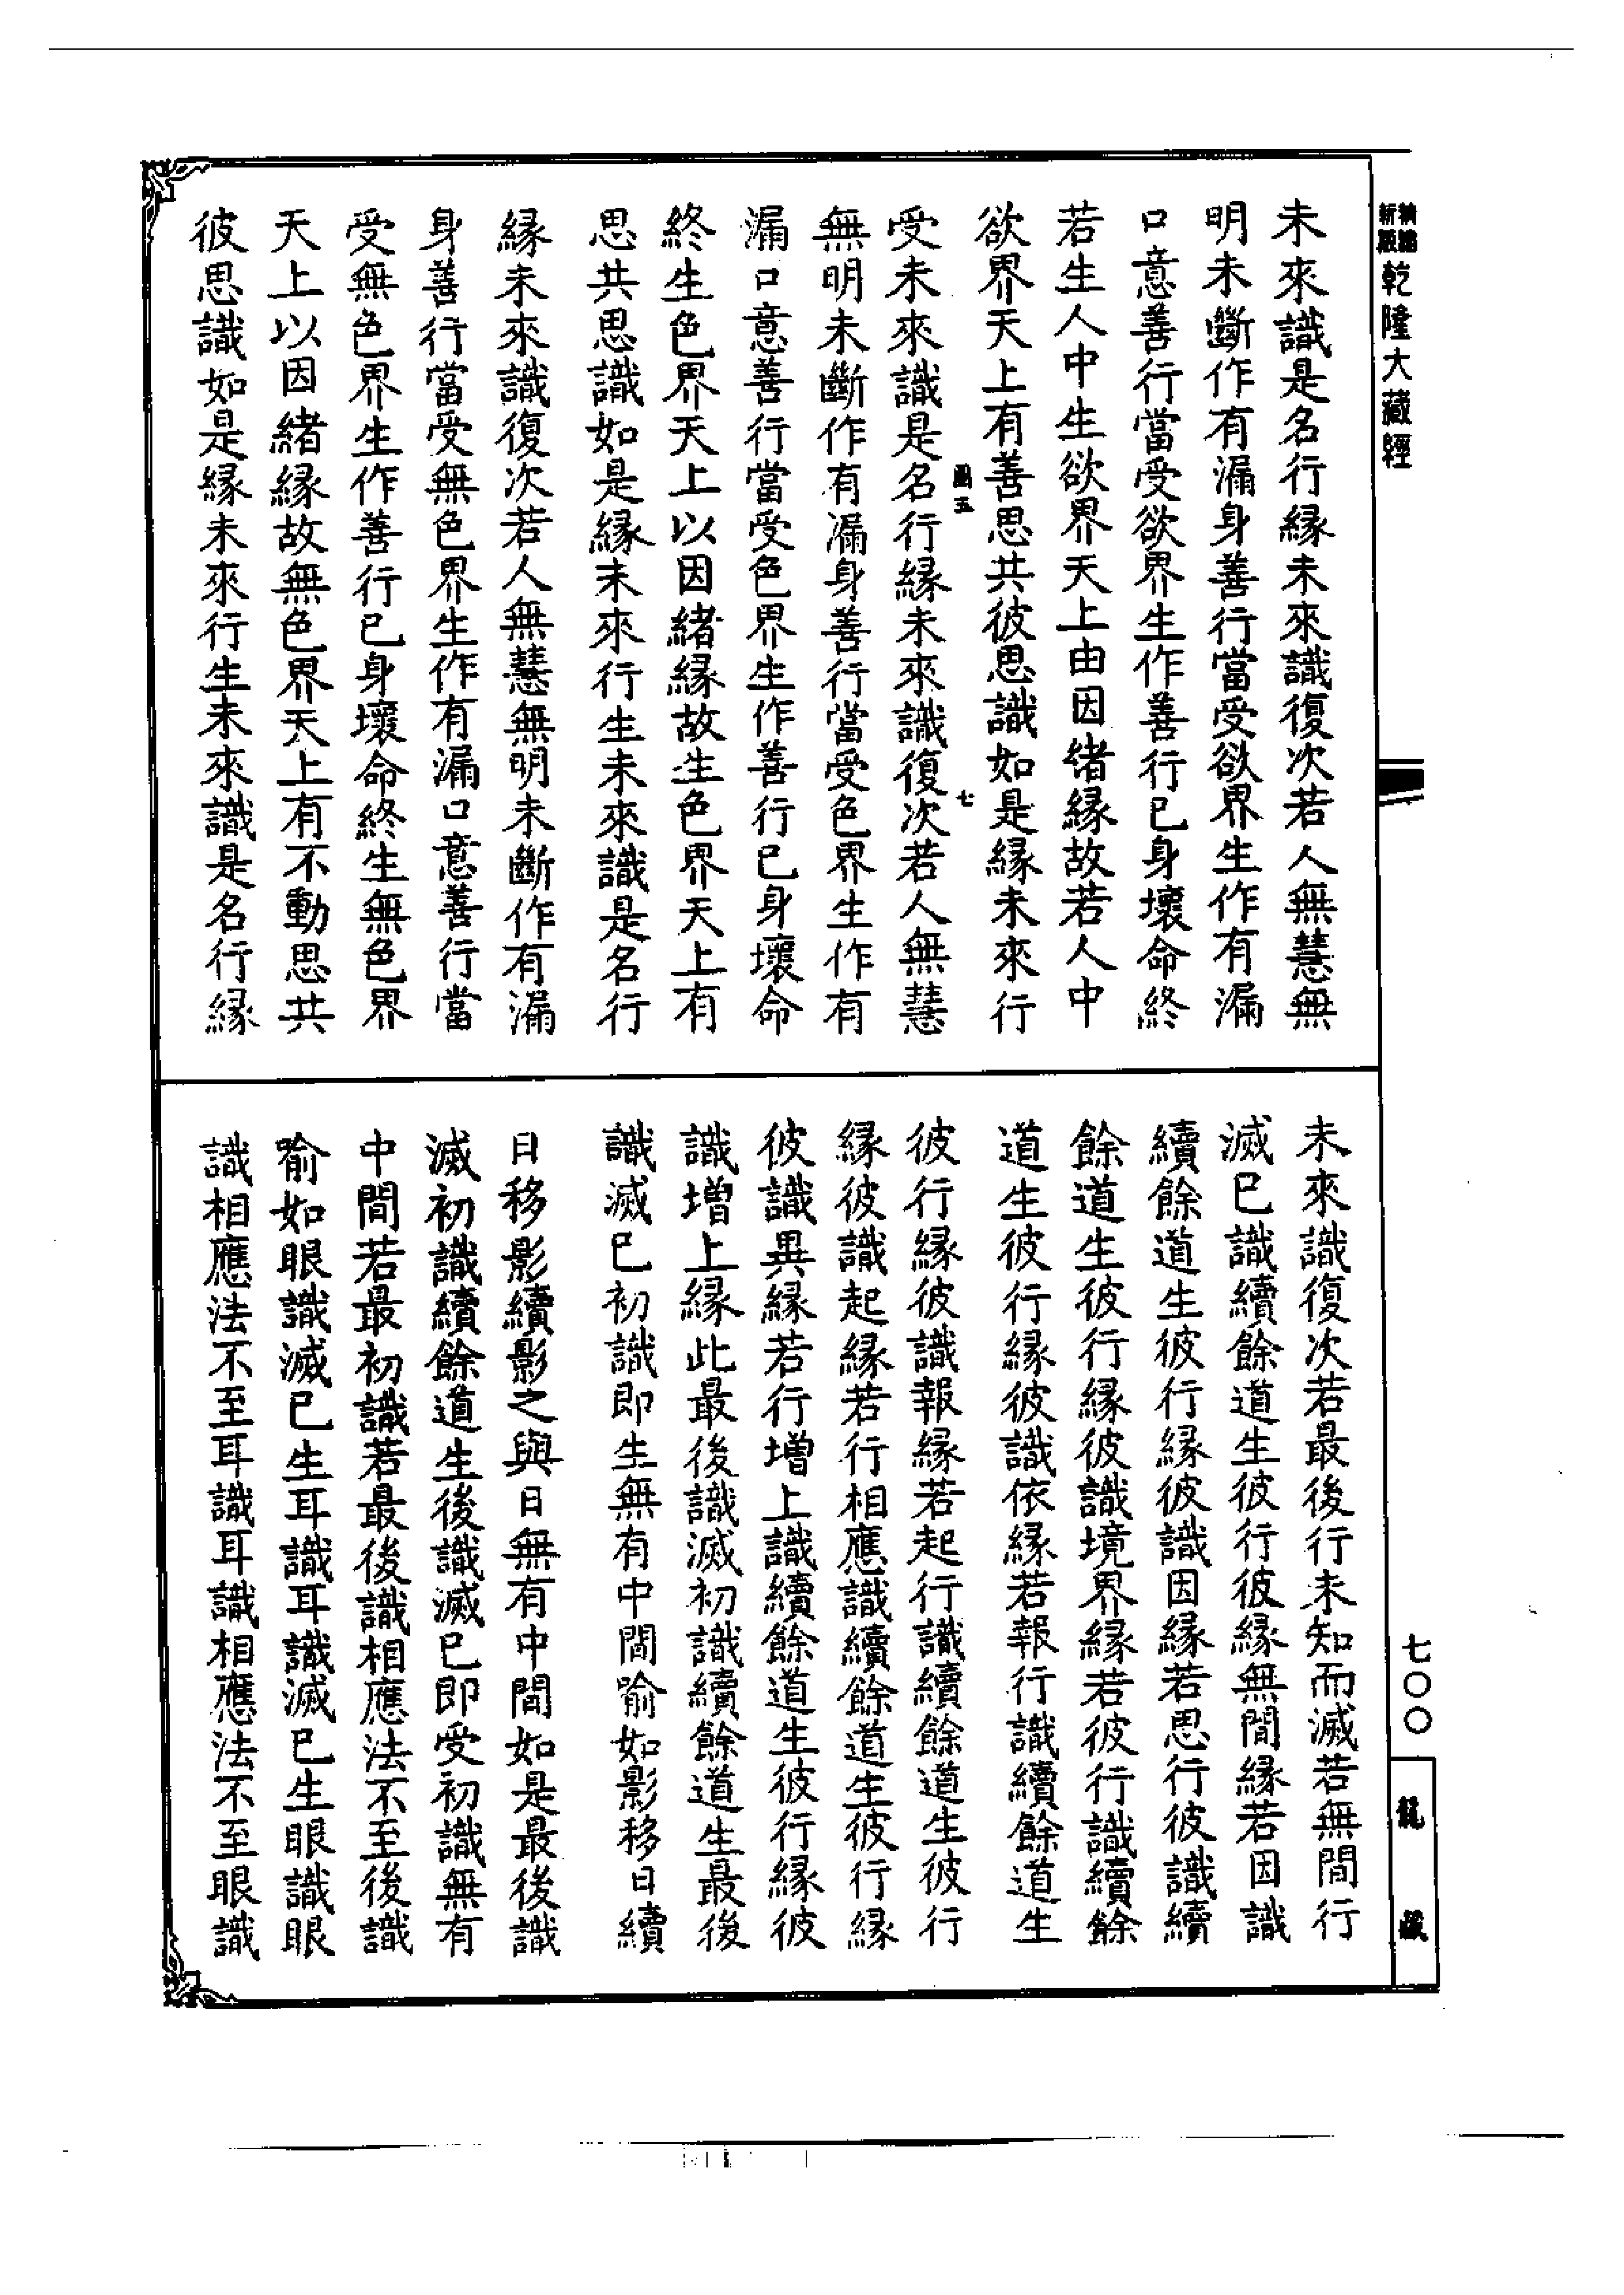 新版
精縮
乾隆大藏經
未來識是名行緣未來識復次若人無慧無
明未斷作有漏身善行當受欲界生作有漏
口意善行當受欲界生作善行已身壞命終
若生人中生欲界天上由因緒緣故若人中
欲界天上有善思共彼思識如是緣未來行
受未來識是名行緣未來識復次若人無慧
無明未斷作有漏身善行當受色界生作有
漏口意善行當受色界生作善行已身壞命
終生色界天上以因緒緣故生色界天上有
思共思識如是緣未來行生未來識是名行
緣未來識復次若人無慧無明未斷作有漏
身善行當受無色界生作有漏口意善行當
受無色界生作善行已身壞命終生無色界
天上以因緒緣故無色界天上有不動思共
彼思識如是緣未來行生未來識是名行緣
未來識復次若最後行未知而滅若無間行
滅已識續餘道生彼行彼緣無間緣若因識
續餘道生彼行緣彼識因緣若思行彼識續
餘道生彼行緣彼識境界緣若彼行識續餘
道生彼行緣彼識依緣若報行識續餘道生
彼行緣彼識報緣若起行識續餘道生彼行
緣彼識起緣若行相應識續餘道生彼行緣
彼識異緣若行增上識續餘道生彼行緣彼
識增上緣此最後識滅初識續餘道生最後
識滅已初識即生無有中間喻如影移日續
日移影續影之與日無有中間如是最後識
滅初識續餘道生後識滅已即受初識無有
中間若最初識若最後識相應法不至後識
喻如眼識滅已生耳識耳識滅已生眼識眼
識相應法不至耳識耳識相應法不至眼識
七
七〇〇
龍藏